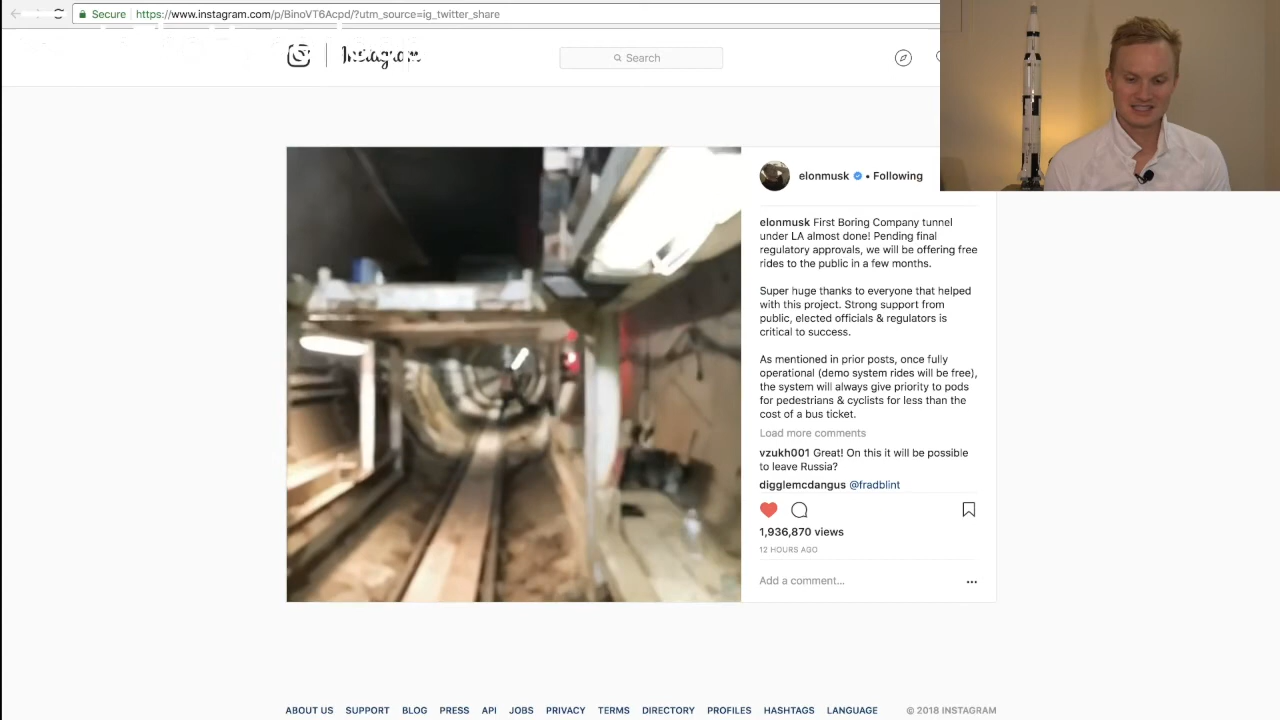 Secure https://www.instagram.com/p/BinoVT6Acpd/?utm_source=ig_twitter_share
Instagram
Search
elonmusk • Following
elonmusk First Boring Company tunnel
under LA almost done! Pending final
regulatory approvals, we will be offering free
rides to the public in a few months.
Super huge thanks to everyone that helped
with this project. Strong support from
public, elected officials & regulators is
critical to success.
As mentioned in prior posts, once fully
operational (demo system rides will be free),
the system will always give priority to pods
for pedestrians & cyclists for less than the
cost of a bus ticket.
Load more comments
vzukh001 Great! On this it will be possible
to leave Russia?
digglemcdangus @fradblint
1,936,870 views
12 HOURS AGO
Add a comment...
ABOUT US SUPPORT BLOG PRESS API JOBS PRIVACY TERMS DIRECTORY PROFILES HASHTAGS LANGUAGE © 2018 INSTAGRAM